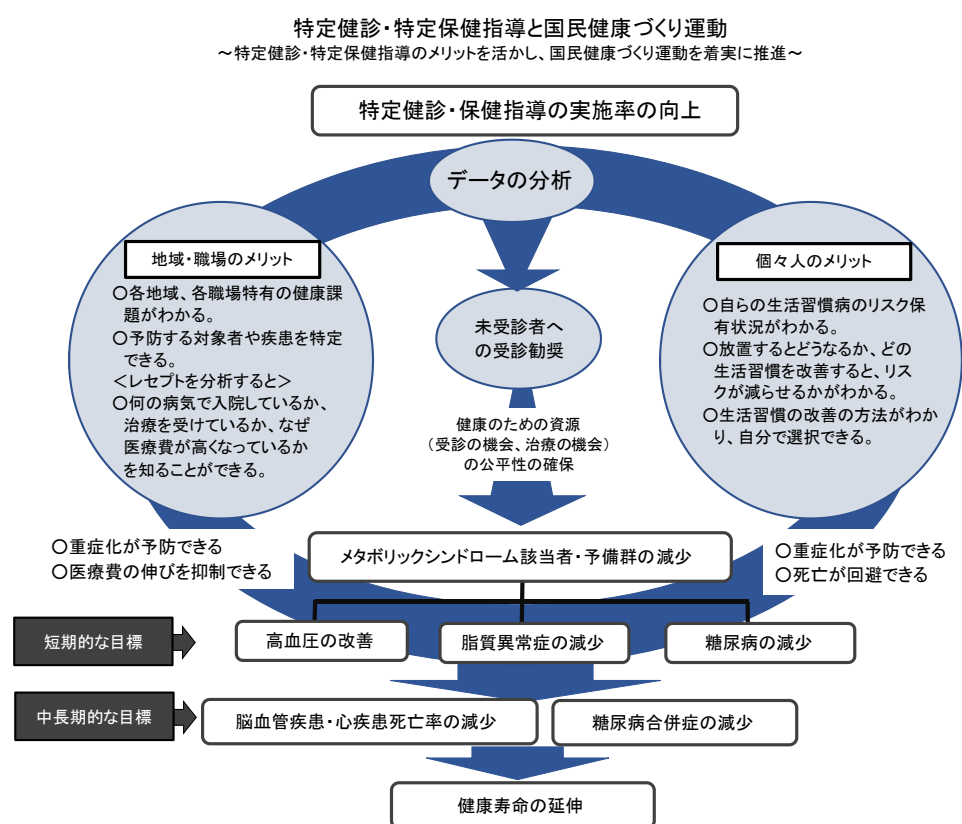 特定健診・特定保健指導と国民健康づくり運動
～特定健診・特定保健指導のメリットを活かし、国民健康づくり運動を着実に推進～
特定健診・保健指導の実施率の向上
データの分析
地域・職場のメリット
〇各地域、各職場特有の健康課
題がわかる。
〇予防する対象者や疾患を特定
できる。
＜レセプトを分析すると＞
〇何の病気で入院しているか、
治療を受けているか、なぜ
医療費が高くなっているか
を知ることができる。
未受診者へ
の受診勧奨
個々人のメリット
〇自らの生活習慣病のリスク保
有状況がわかる。
〇放置するとどうなるか、どの
生活習慣を改善すると、リス
クが減らせるかがわかる。
〇生活習慣の改善の方法がわか
り、自分で選択できる。
健康のための資源
（受診の機会、治療の機会）
の公平性の確保
〇重症化が予防できる
〇医療費の伸びを抑制できる
メタボリックシンドローム該当者・予備群の減少
〇重症化が予防できる
〇死亡が回避できる
短期的な目標
高血圧の改善
脂質異常症の減少
糖尿病の減少
中長期的な目標
脳血管疾患・心疾患死亡率の減少
糖尿病合併症の減少
健康寿命の延伸